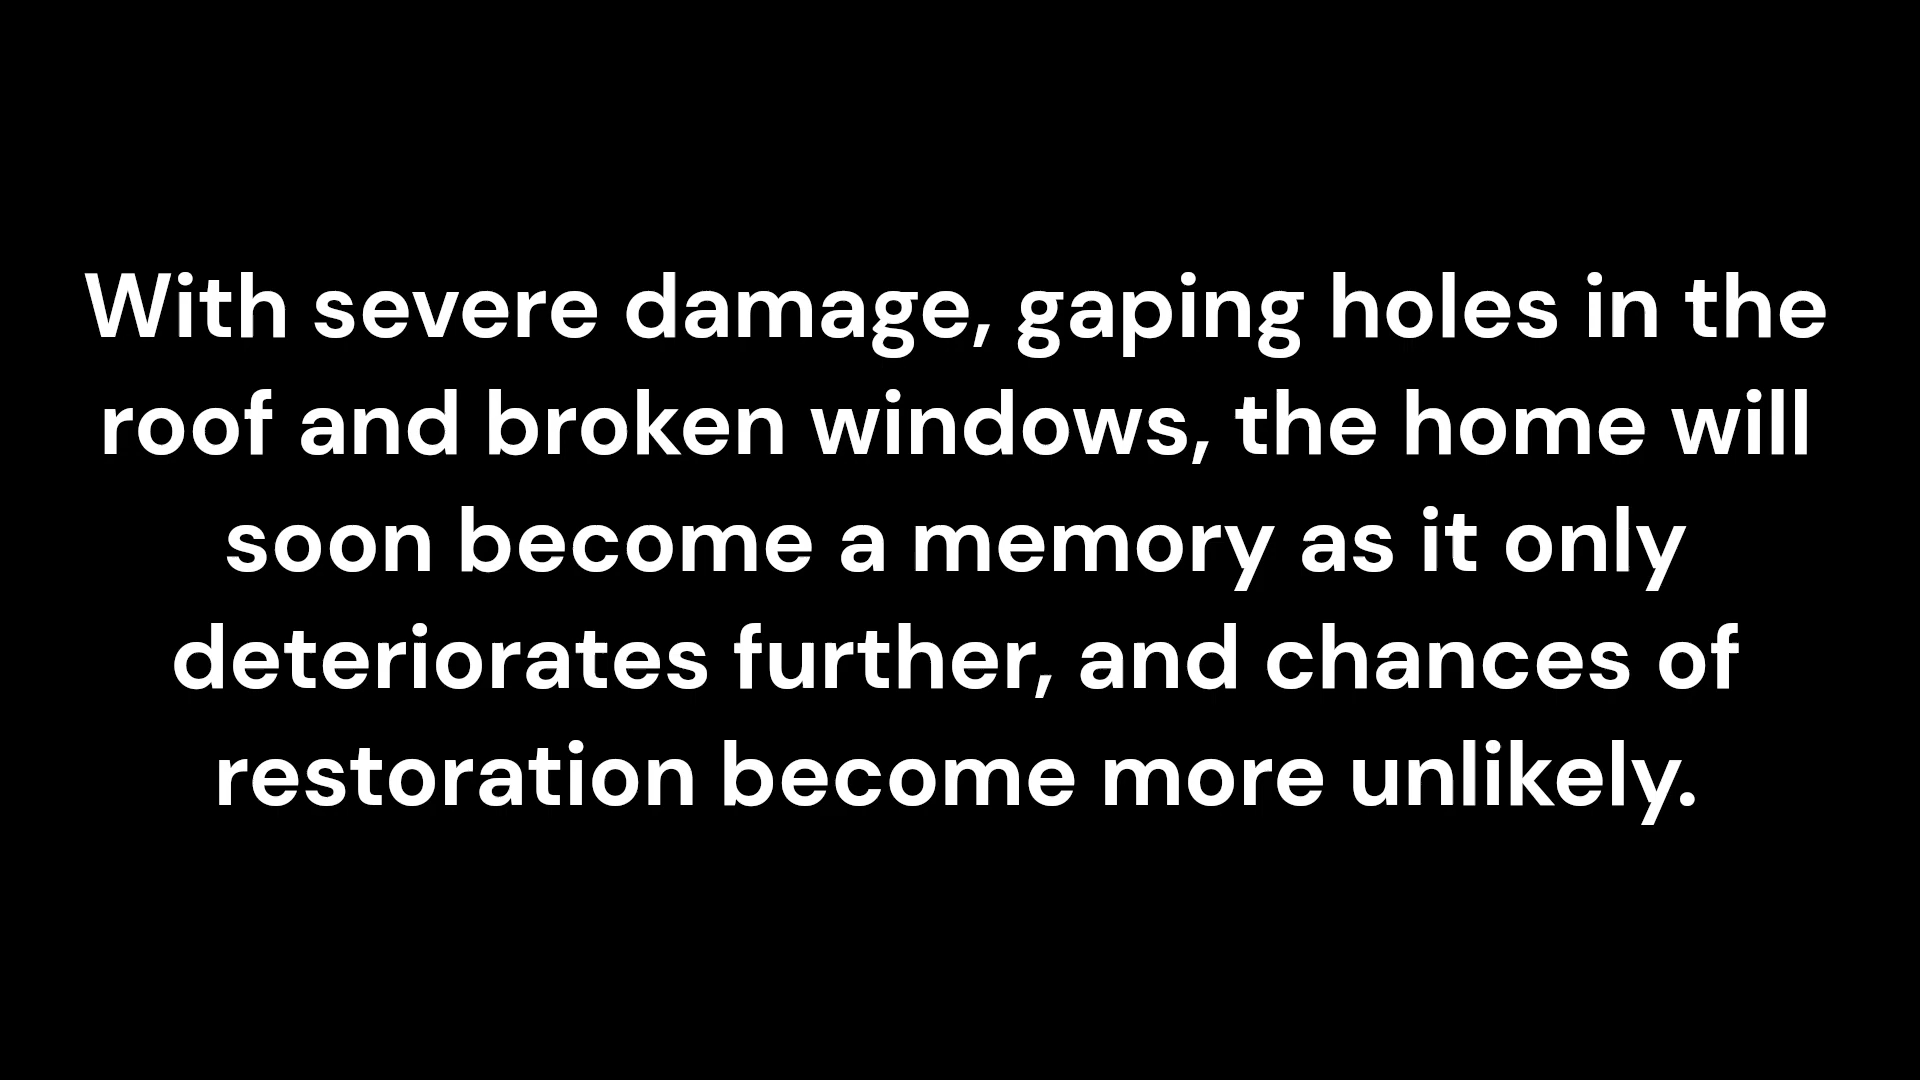 With severe damage, gaping holes in the
roof and broken windows, the home will
soon become a memory as it only
deteriorates further, and chances of
restoration become more unlikely.